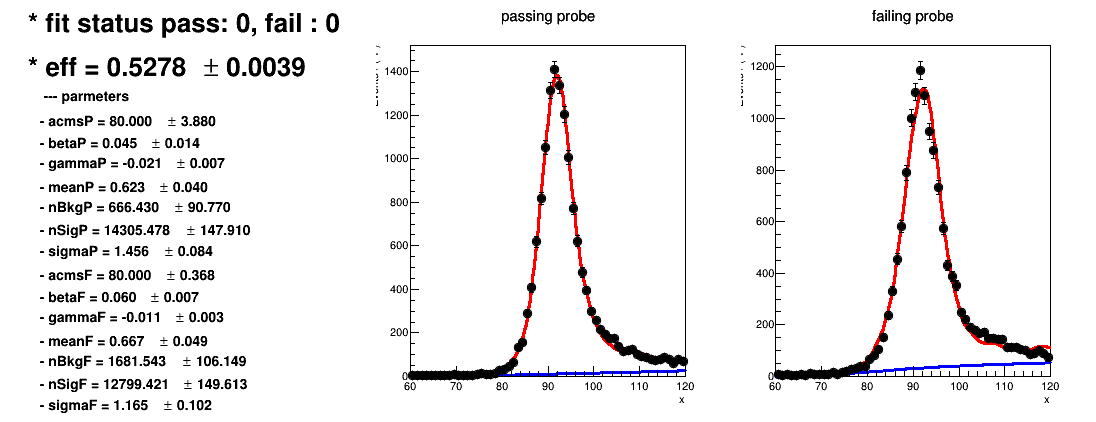 * fit status pass: 0, fail : 0
* eff = 0.5278 ± 0.0039
--- parmeters
- acmsP = 80.000 ± 3.880
- betaP = 0.045 ± 0.014
- gammaP = -0.021 ± 0.007
- meanP = 0.623 ± 0.040
- nBkgP = 666.430 ± 90.770
- nSigP = 14305.478 ± 147.910
- sigmaP = 1.456 ± 0.084
- acmsF = 80.000 ± 0.368
- betaF = 0.060 ± 0.007
- gammaF = -0.011 ± 0.003
- meanF = 0.667 ± 0.049
- nBkgF = 1681.543 ± 106.149
- nSigF = 12799.421 ± 149.613
- sigmaF = 1.165 ± 0.102
passing probe
1400
1200
1000
800
600
400
200
0
60 70 80 90 100 110 120
x
failing probe
1200
1000
800
600
400
200
0
60 70 80 90 100 110 120
x